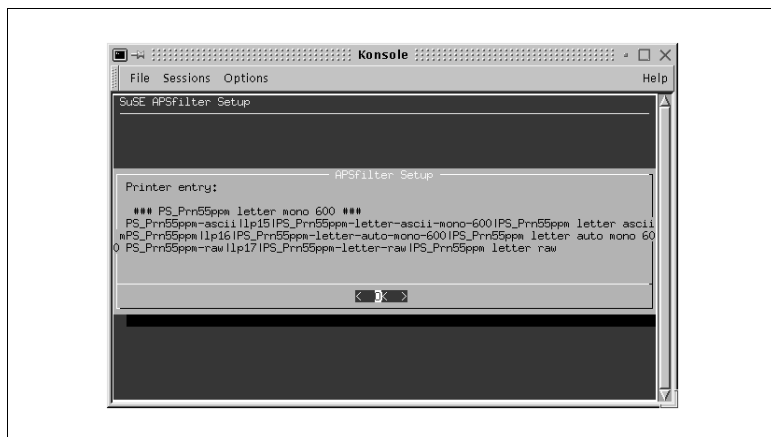 Konsole
File Sessions Options Help
SuSE APSfilter Setup
APSfilter Setup
Printer entry:
### PS_Prn55ppm letter mono 600 ###
PS_Prn55ppm-ascii|lp15|PS_Prn55ppm-letter-ascii-mono-600|PS_Prn55ppm letter ascii
mPS_Prn55ppm|lp16|PS_Prn55ppm-letter-auto-mono-600|PS_Prn55ppm letter auto mono 60
0 PS_Prn55ppm-raw|lp17|PS_Prn55ppm-letter-raw|PS_Prn55ppm letter raw
< OK >